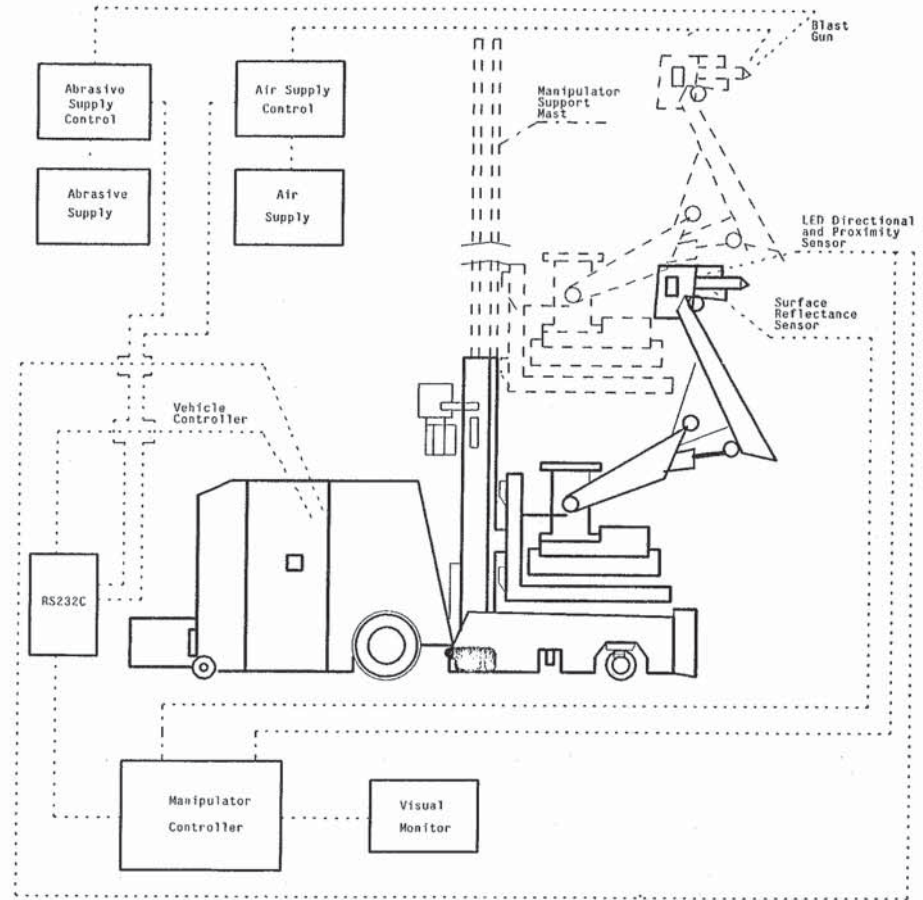 Blast
Gun
Abrasive
Supply
Control
Air Supply
Control
Manipulator
Support
Mast
Abrasive
Supply
Air
Supply
LED Directional
and Proximity
Sensor
Surface
Reflectance
Sensor
Vehicle
Controller
RS232C
Manipulator
Controller
Visual
Monitor